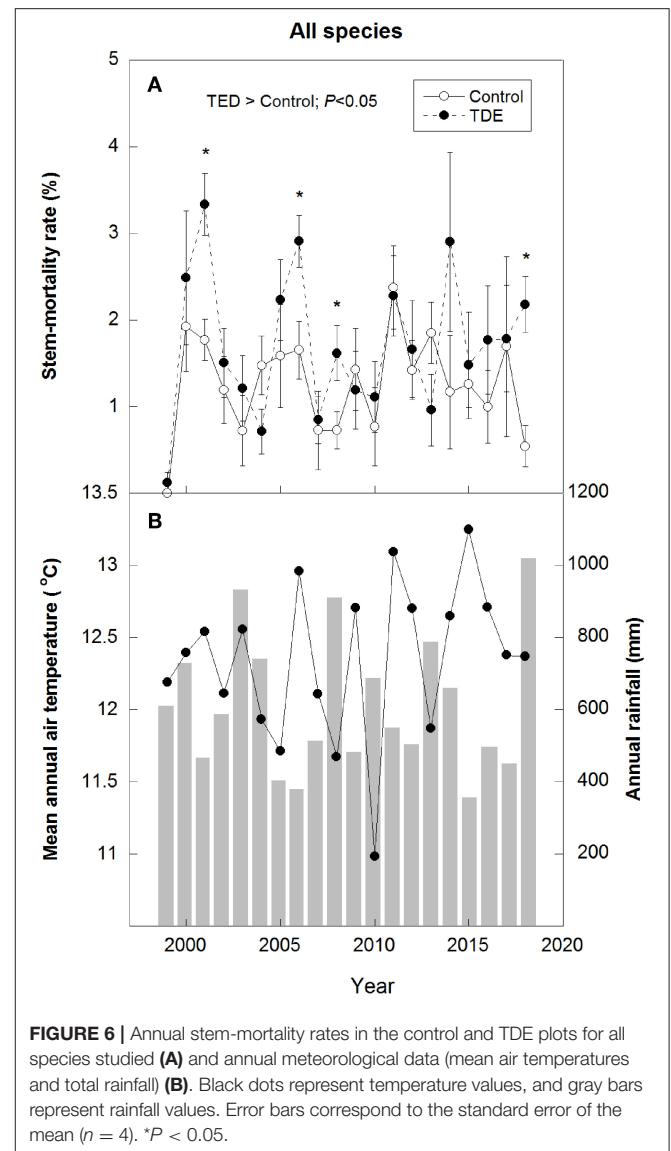 All species
5
A
TED > Control; P<0.05
Control
TDE
4
*
*
*
*
3
2
1
Stem-mortality rate (%)
13.5
1200
B
13
1000
12.5
800
12
600
11.5
400
11
200
Mean annual air temperature ( °C)
Annual rainfall (mm)
2000
2005
2010
2015
2020
Year
FIGURE 6 | Annual stem-mortality rates in the control and TDE plots for all
species studied (A) and annual meteorological data (mean air temperatures
and total rainfall) (B). Black dots represent temperature values, and gray bars
represent rainfall values. Error bars correspond to the standard error of the
mean (n = 4). *P < 0.05.